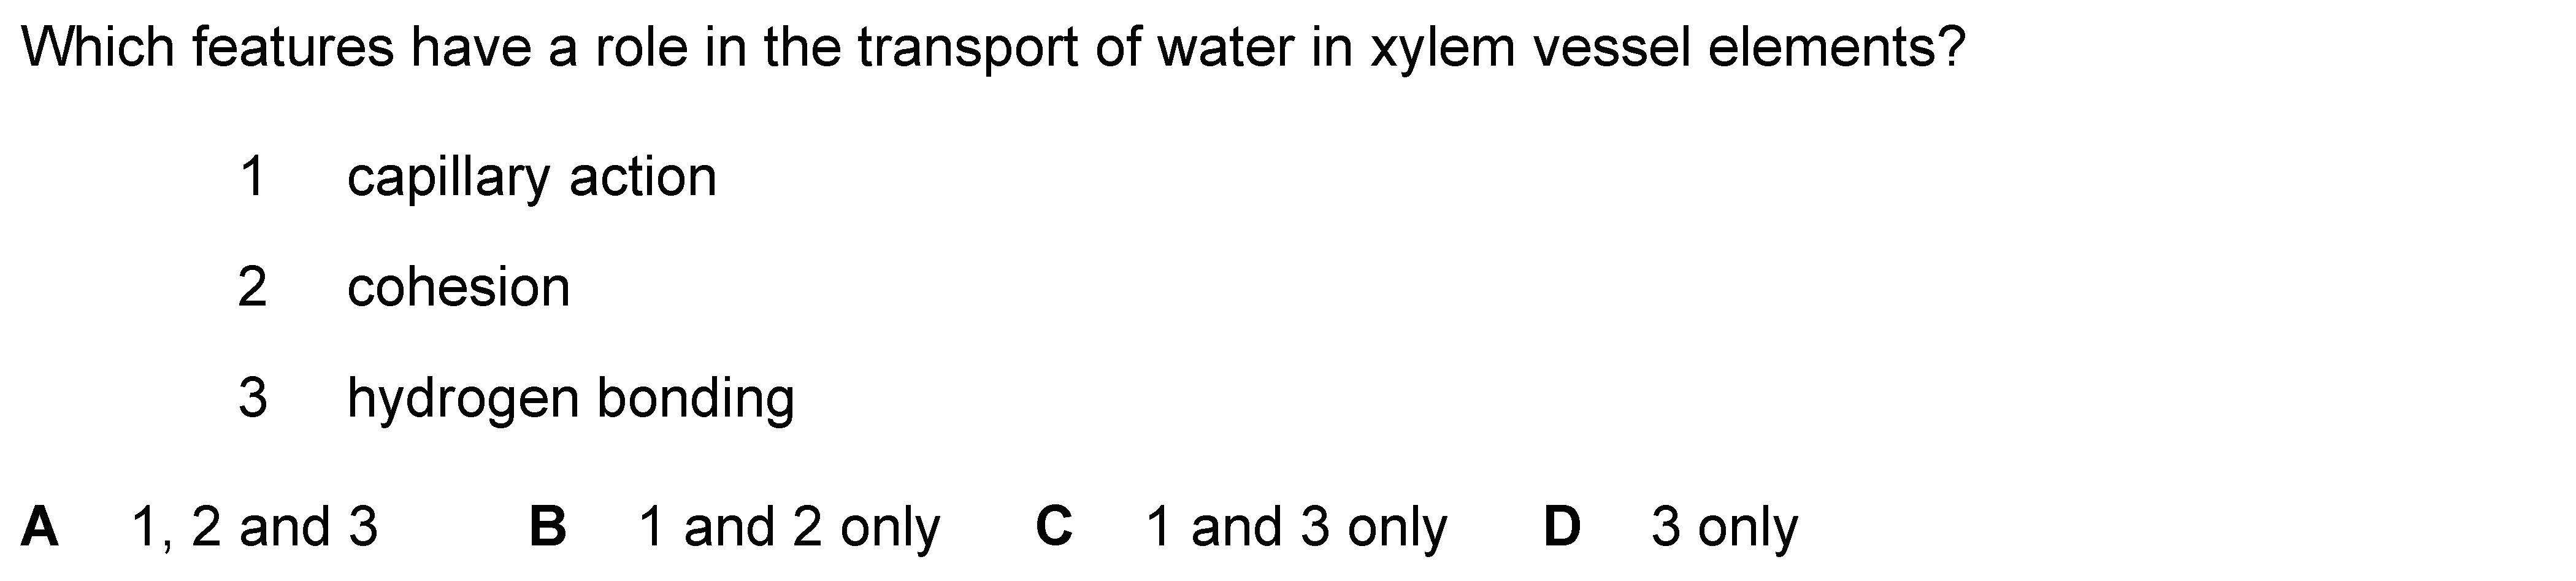 Which features have a role in the transport of water in xylem vessel elements?
1 capillary action
2 cohesion
3 hydrogen bonding
A 1, 2 and 3 B 1 and 2 only C 1 and 3 only D 3 only